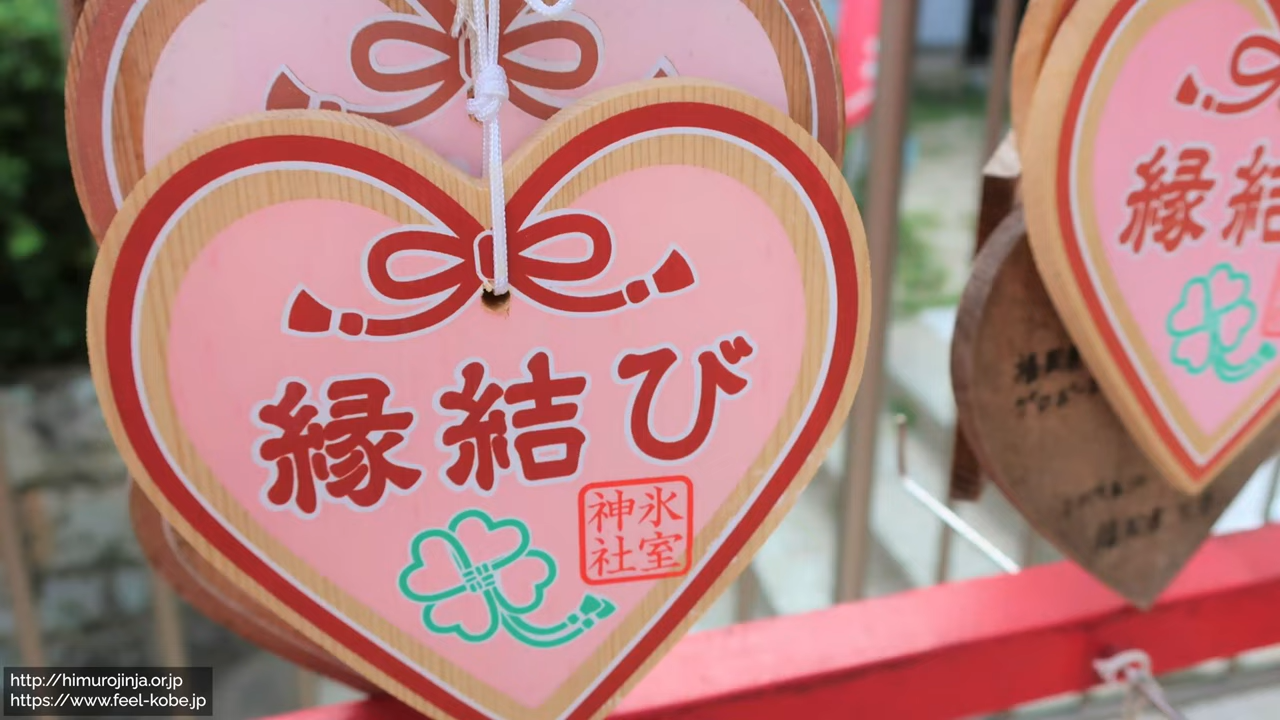 縁結び
氷室
神社
縁結
http://himurojinja.or.jp
https://www.feel-kobe.jp